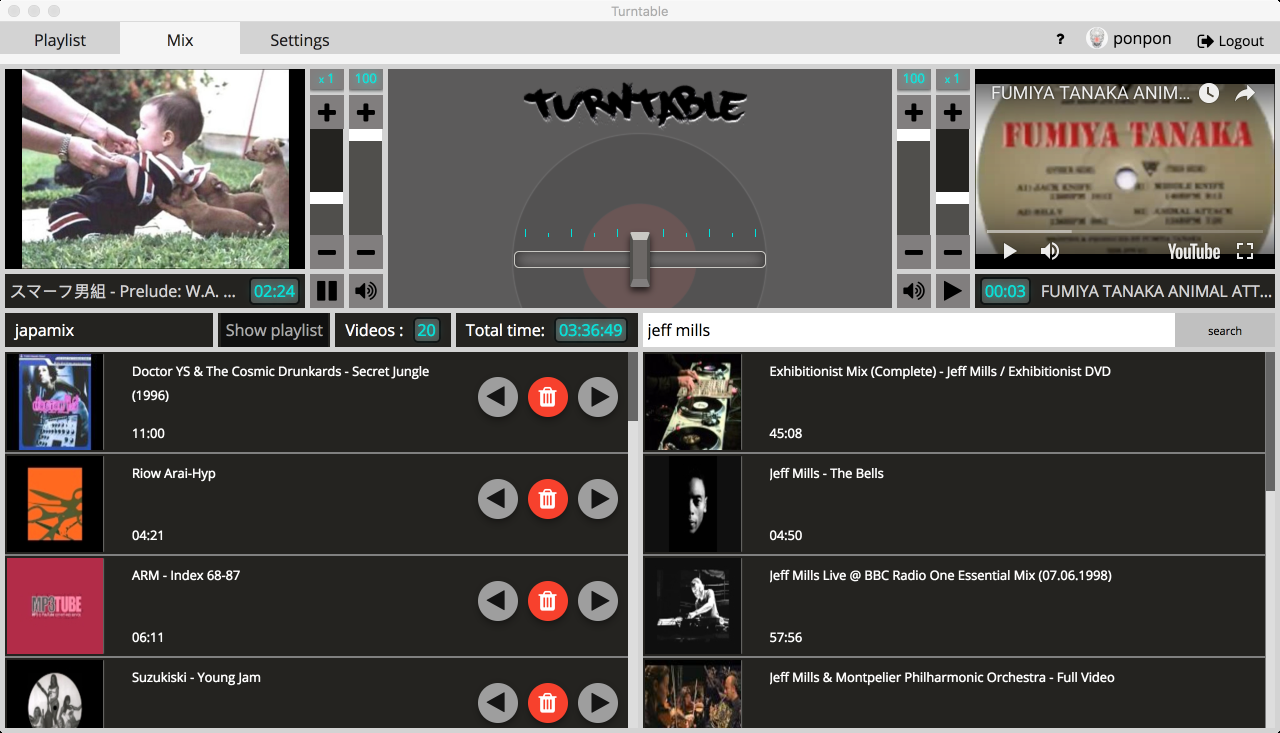 Turntable
Playlist
Mix
Settings
?
ponpon
Logout
x 1
100
TURNTABLE
100
x 1
FUMIYA TANAKA ANIM...
FUMIYA TANAKA
YouTube
スマーフ男組 - Prelude: W.A. ...
02:24
00:03
FUMIYA TANAKA ANIMAL ATT...
japamix
Show playlist
Videos :
20
Total time:
03:36:49
jeff mills
search
Doctor YS & The Cosmic Drunkards - Secret Jungle
(1996)
11:00
Riow Arai-Hyp
04:21
MP3TUBE
ARM - Index 68-87
06:11
Suzukiski - Young Jam
Exhibitionist Mix (Complete) - Jeff Mills / Exhibitionist DVD
45:08
Jeff Mills - The Bells
04:50
Jeff Mills Live @ BBC Radio One Essential Mix (07.06.1998)
57:56
Jeff Mills & Montpelier Philharmonic Orchestra - Full Video